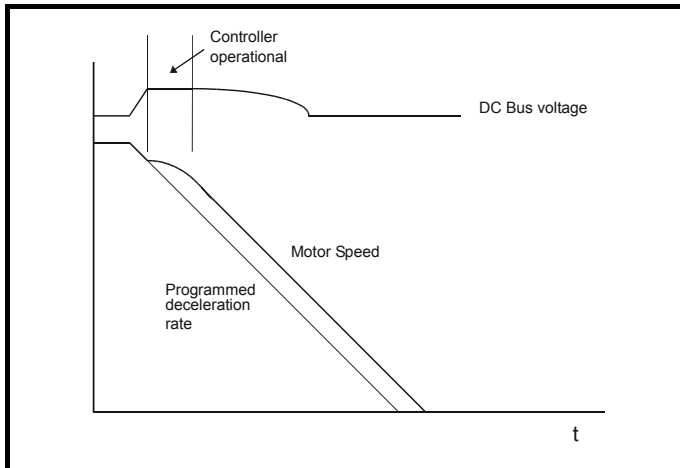 Controller
operational
DC Bus voltage
Motor Speed
Programmed
deceleration
rate
t